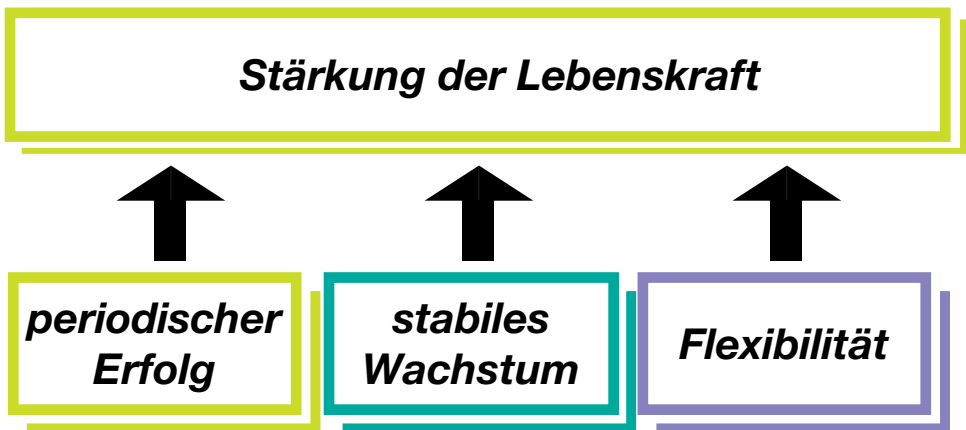 Stärkung der Lebenskraft
periodischer
Erfolg
stabiles
Wachstum
Flexibilität